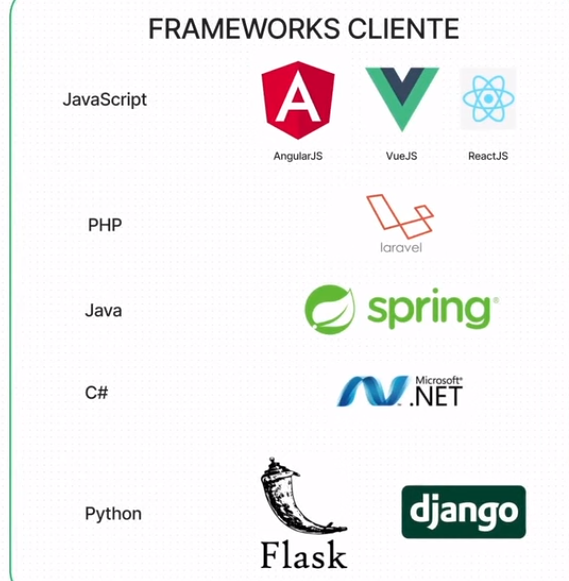 FRAMEWORKS CLIENTE
JavaScript
A
AngularJS
VueJS
ReactJS
PHP
laravel
Java
spring®
C#
Microsoft®
.NET
Python
Flask
django